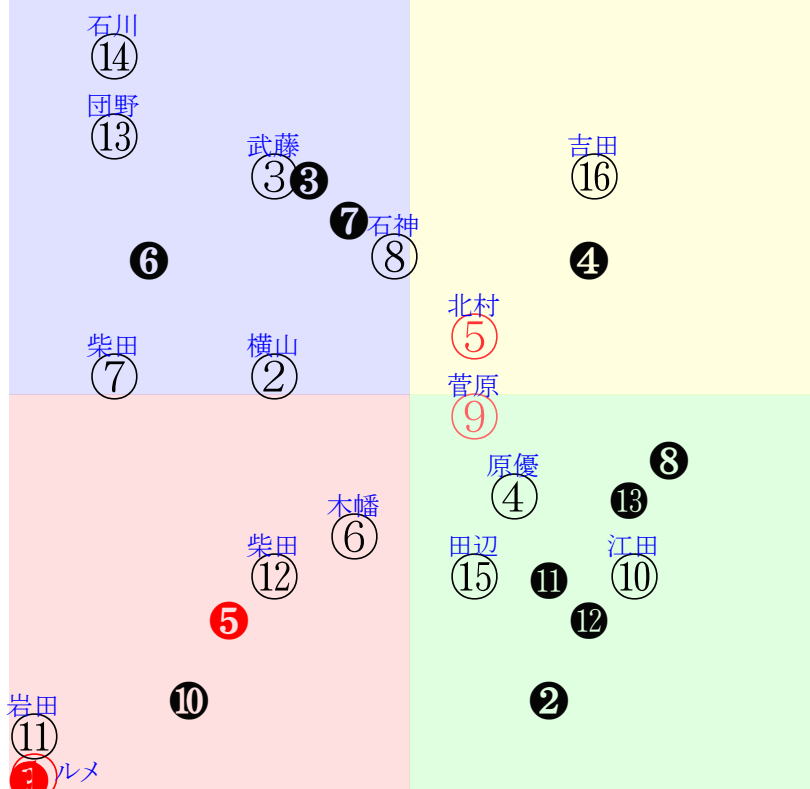 石川
⑭
団野
⑬
武藤
③ ❸
吉田
⑯
❼
石神
⑧
❻
❹
北村
⑤
柴田
⑦
横山
②
菅原
⑨
❽
原優
④
⓭
木幡
⑥
柴田
⑫
田辺
⑮
⓫
江田
⑩
❺
⓬
❿
❷
岩田
⑪
ルメ